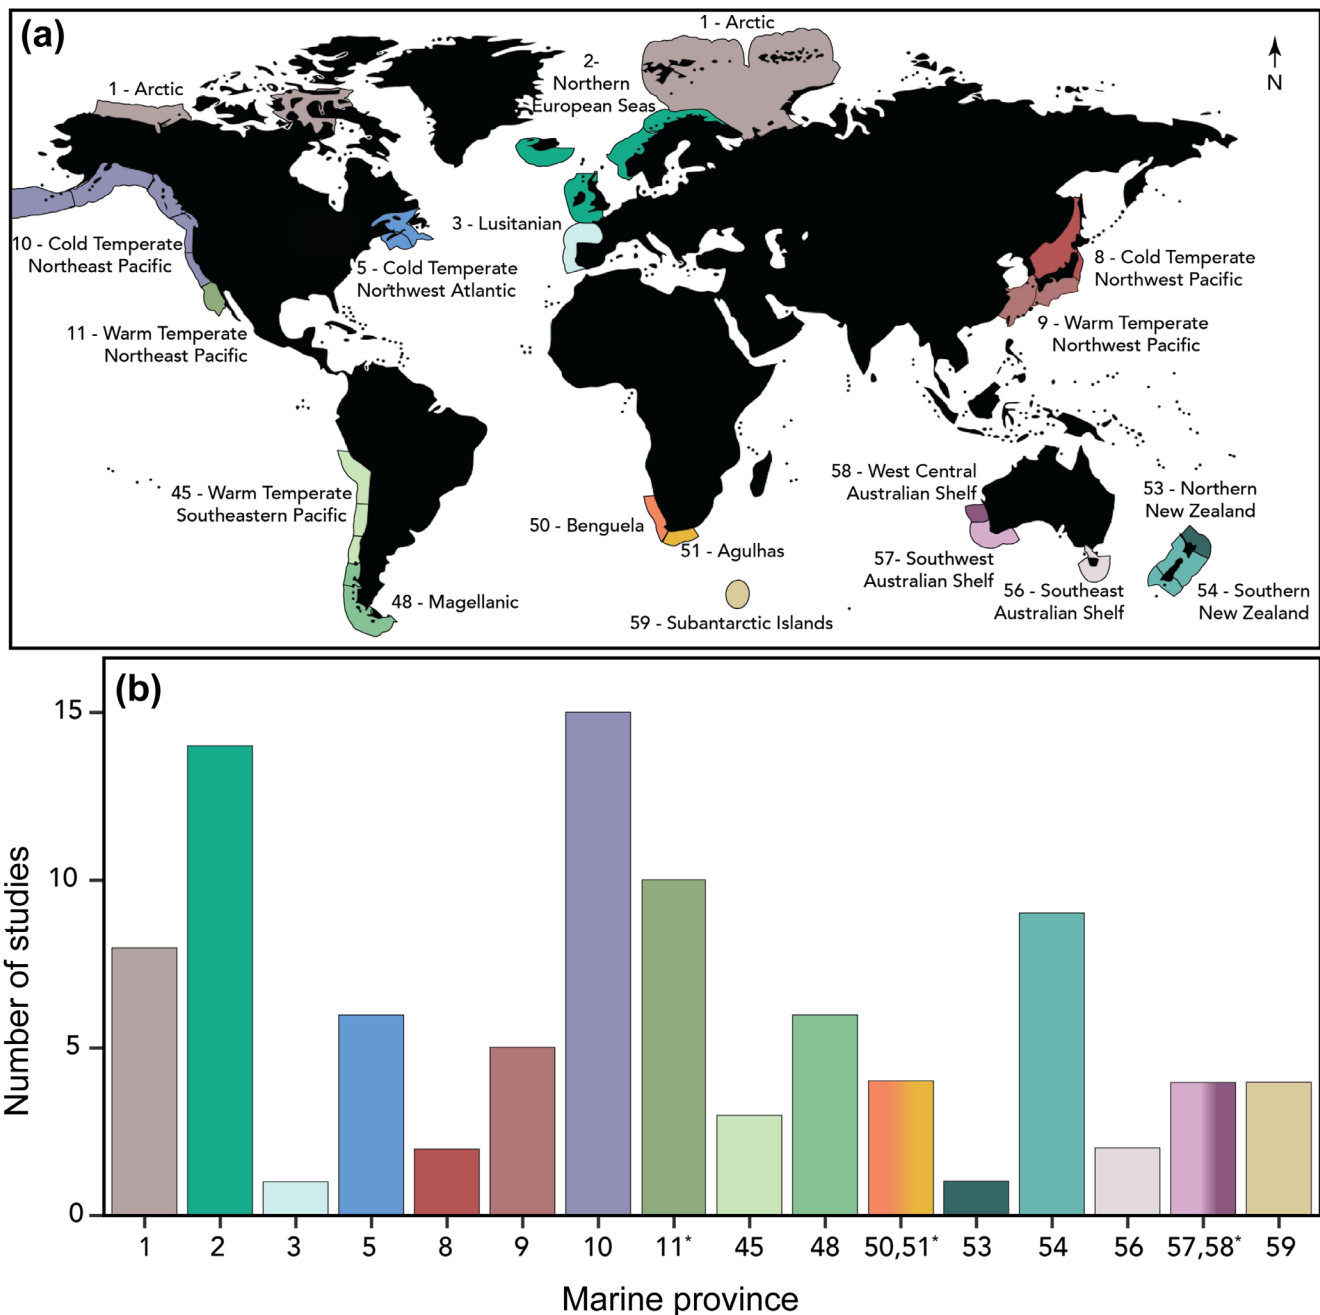 (a)
1 - Arctic
N
2-
Northern
European Seas
1 - Arctic
3 - Lusitanian
10 - Cold Temperate
Northeast Pacific
5 - Cold Temperate
Northwest Atlantic
8 - Cold Temperate
Northwest Pacific
11 - Warm Temperate
Northeast Pacific
9 - Warm Temperate
Northwest Pacific
45 - Warm Temperate
Southeastern Pacific
58 - West Central
Australian Shelf
53 - Northern
New Zealand
50 - Benguela
51 - Agulhas
57- Southwest
Australian Shelf
56 - Southeast
Australian Shelf
54 - Southern
New Zealand
48 - Magellanic
59 - Subantarctic Islands
(b)
15
10
5
0
Number of studies
1 2 3 5 8 9 10 11* 45 48 50,51* 53 54 56 57,58* 59
Marine province